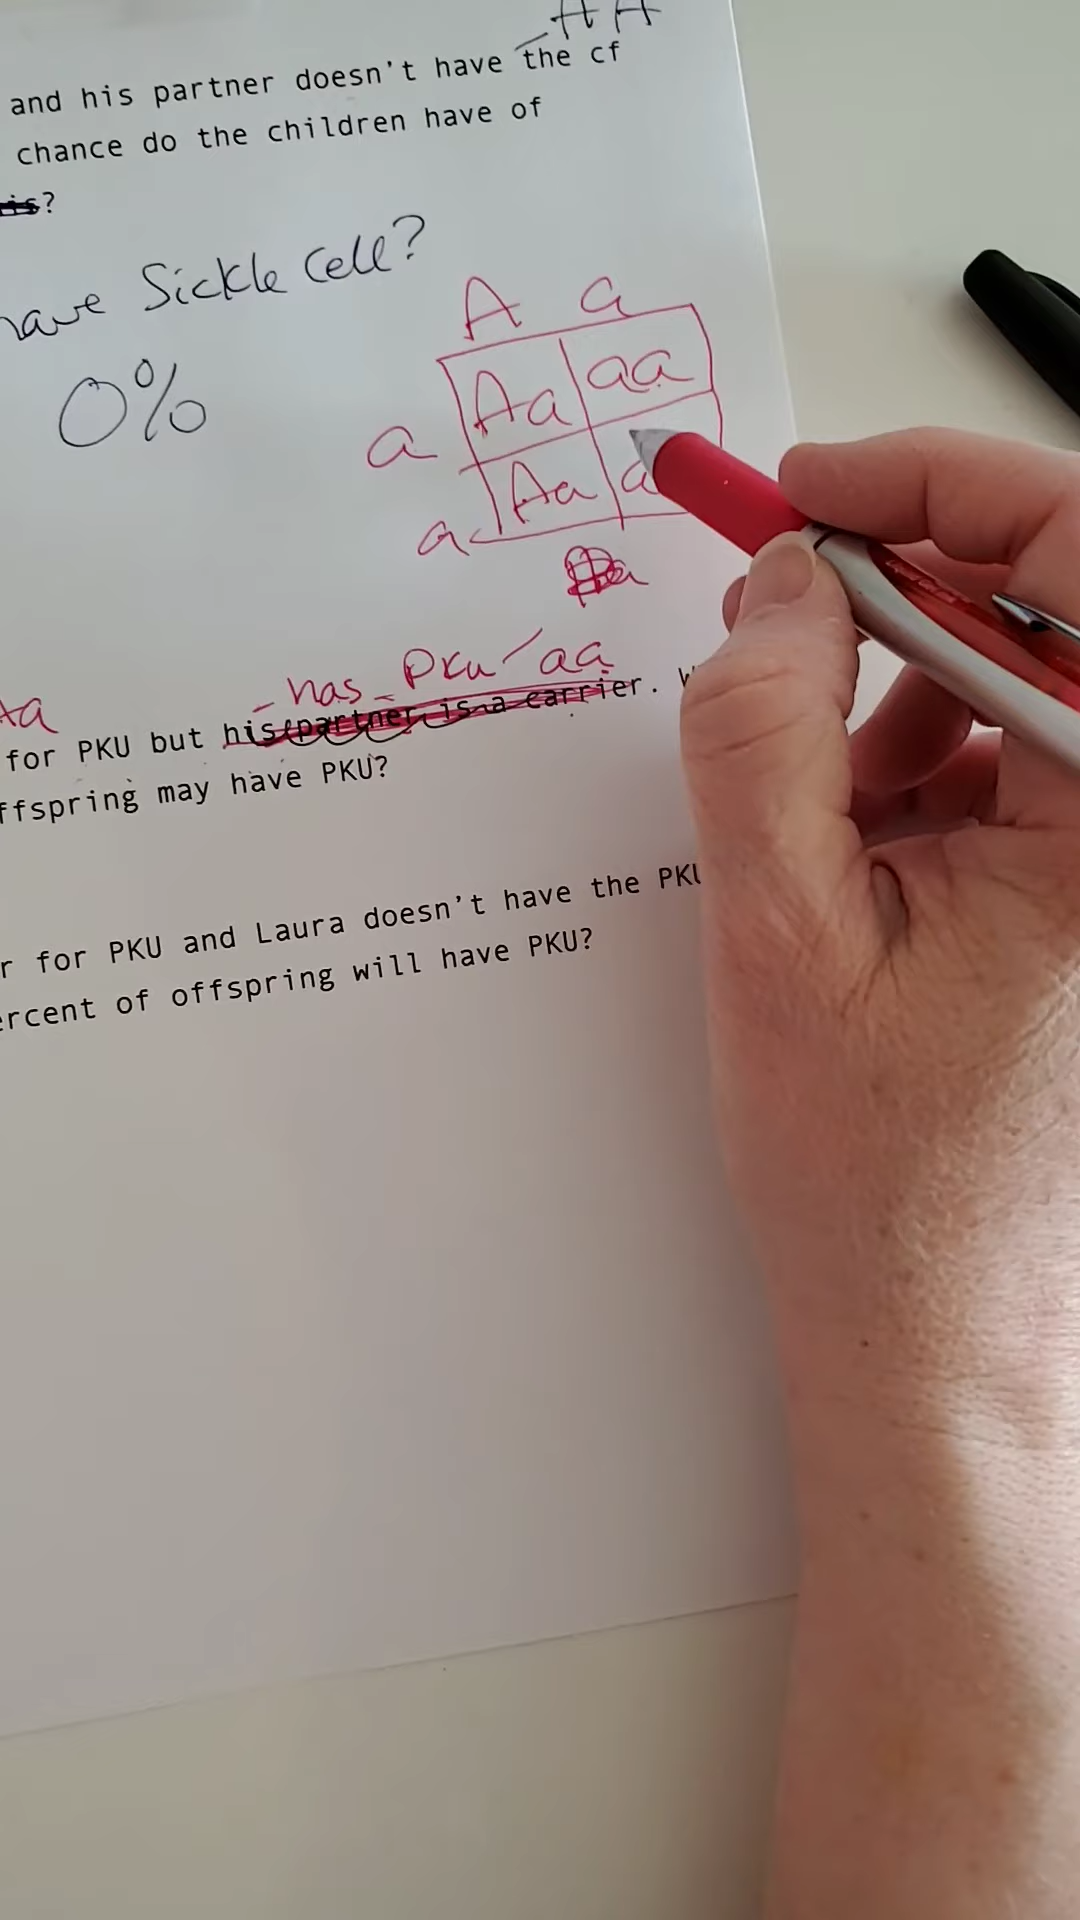 AA
and his partner doesn't have the cf
chance do the children have of
is?
have Sickle Cell?
0%
A a
a Aa aa
a Aa a
- has PKU aa
Aa
for PKU but his partner is a carrier.
ffspring may have PKU?
r for PKU and Laura doesn't have the PKU
ercent of offspring will have PKU?